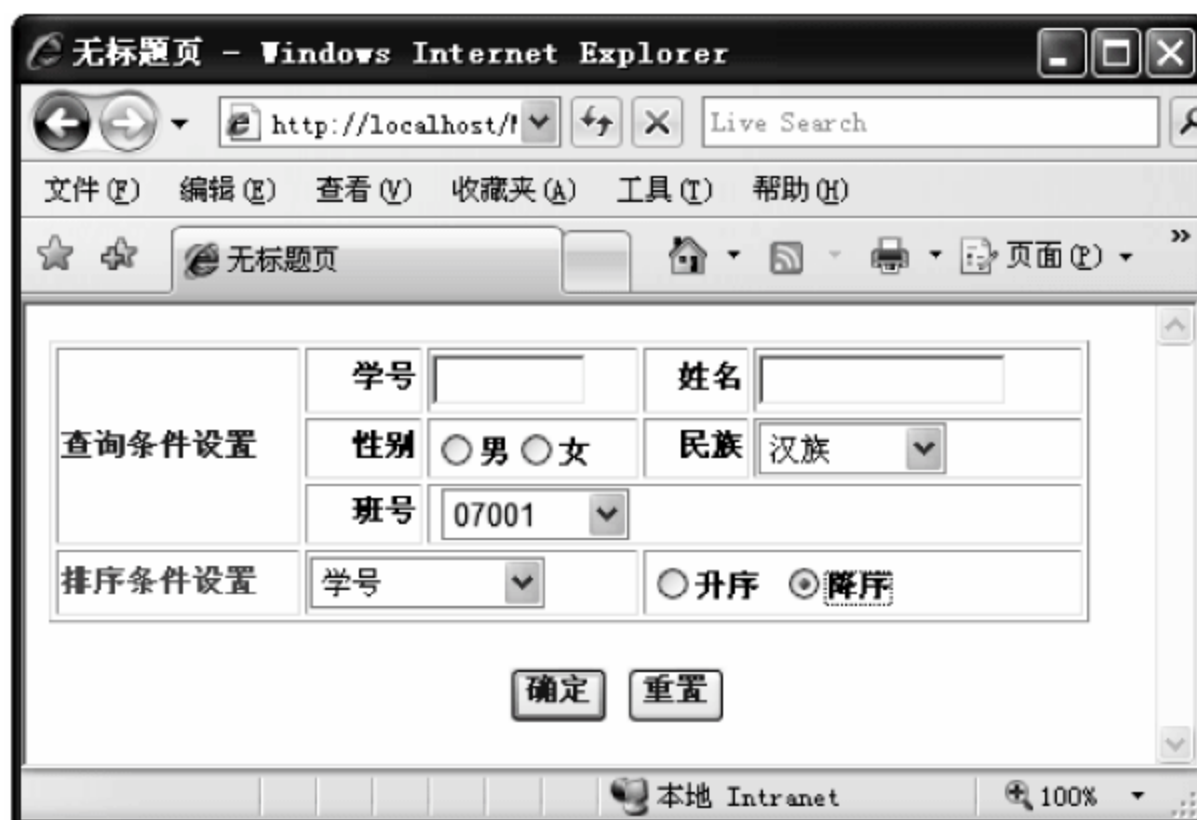 无标题页 - Windows Internet Explorer
http://localhost/
Live Search
文件(F) 编辑(E) 查看(V) 收藏夹(A) 工具(T) 帮助(H)
无标题页 页面(P)
学号 姓名
查询条件设置 性别 男 女 民族 汉族
班号 07001
排序条件设置 学号 升序 降序
确定 重置
本地 Intranet 100%